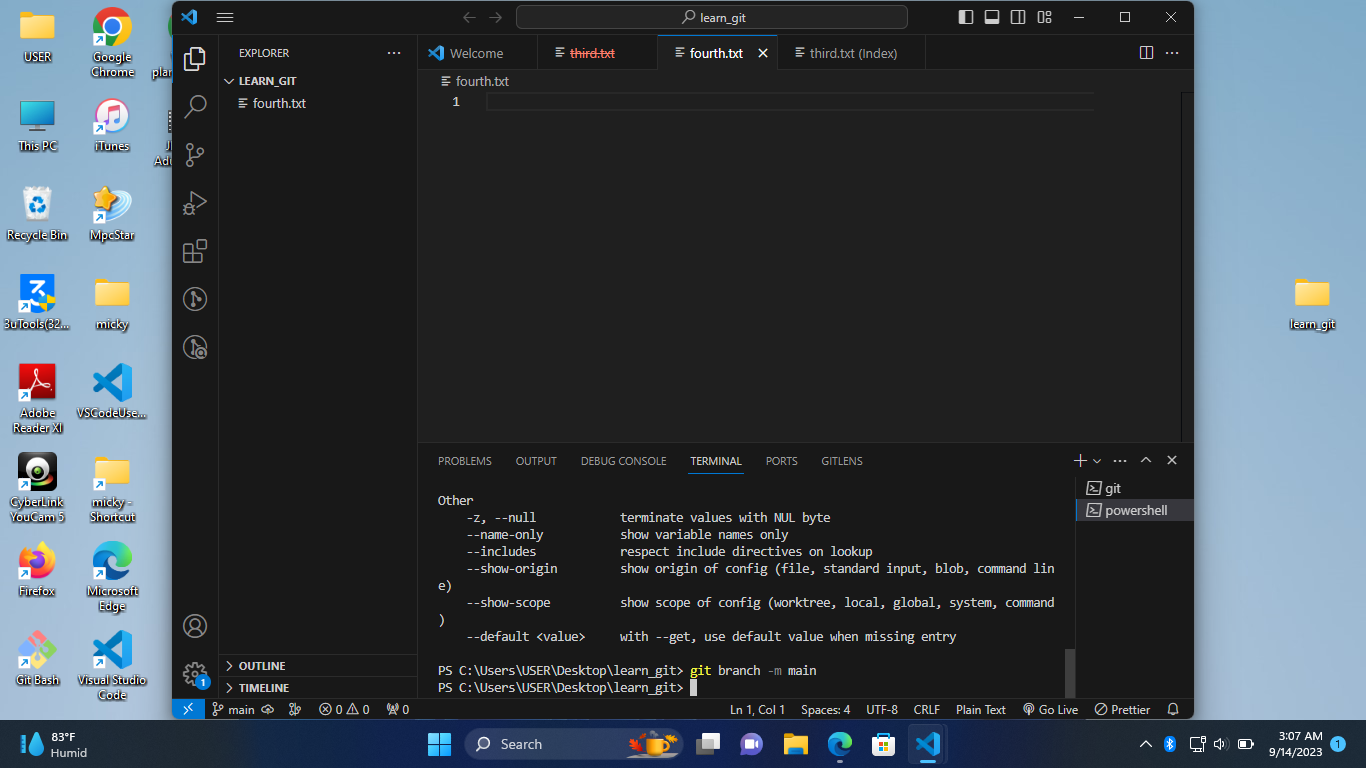 USER
Google
Chrome
This PC
iTunes
Recycle Bin
MpcStar
3uTools(32...
micky
Adobe
Reader XI
VSCodeUse...
CyberLink
YouCam 5
micky -
Shortcut
Firefox
Microsoft
Edge
Git Bash
Visual Studio
Code
learn_git
EXPLORER
LEARN_GIT
fourth.txt
OUTLINE
TIMELINE
Welcome
third.txt
fourth.txt
third.txt (Index)
fourth.txt
1
PROBLEMS OUTPUT DEBUG CONSOLE TERMINAL PORTS GITLENS
Other
-z, --null terminate values with NUL byte
--name-only show variable names only
--includes respect include directives on lookup
--show-origin show origin of config (file, standard input, blob, command lin
e)
--show-scope show scope of config (worktree, local, global, system, command
)
--default <value> with --get, use default value when missing entry
PS C:\Users\USER\Desktop\learn_git> git branch -m main
PS C:\Users\USER\Desktop\learn_git>
git
powershell
1
main 0 0 0 Ln 1, Col 1 Spaces: 4 UTF-8 CRLF Plain Text Go Live Prettier
learn_git
83°F
Humid
Search
3:07 AM
9/14/2023
1